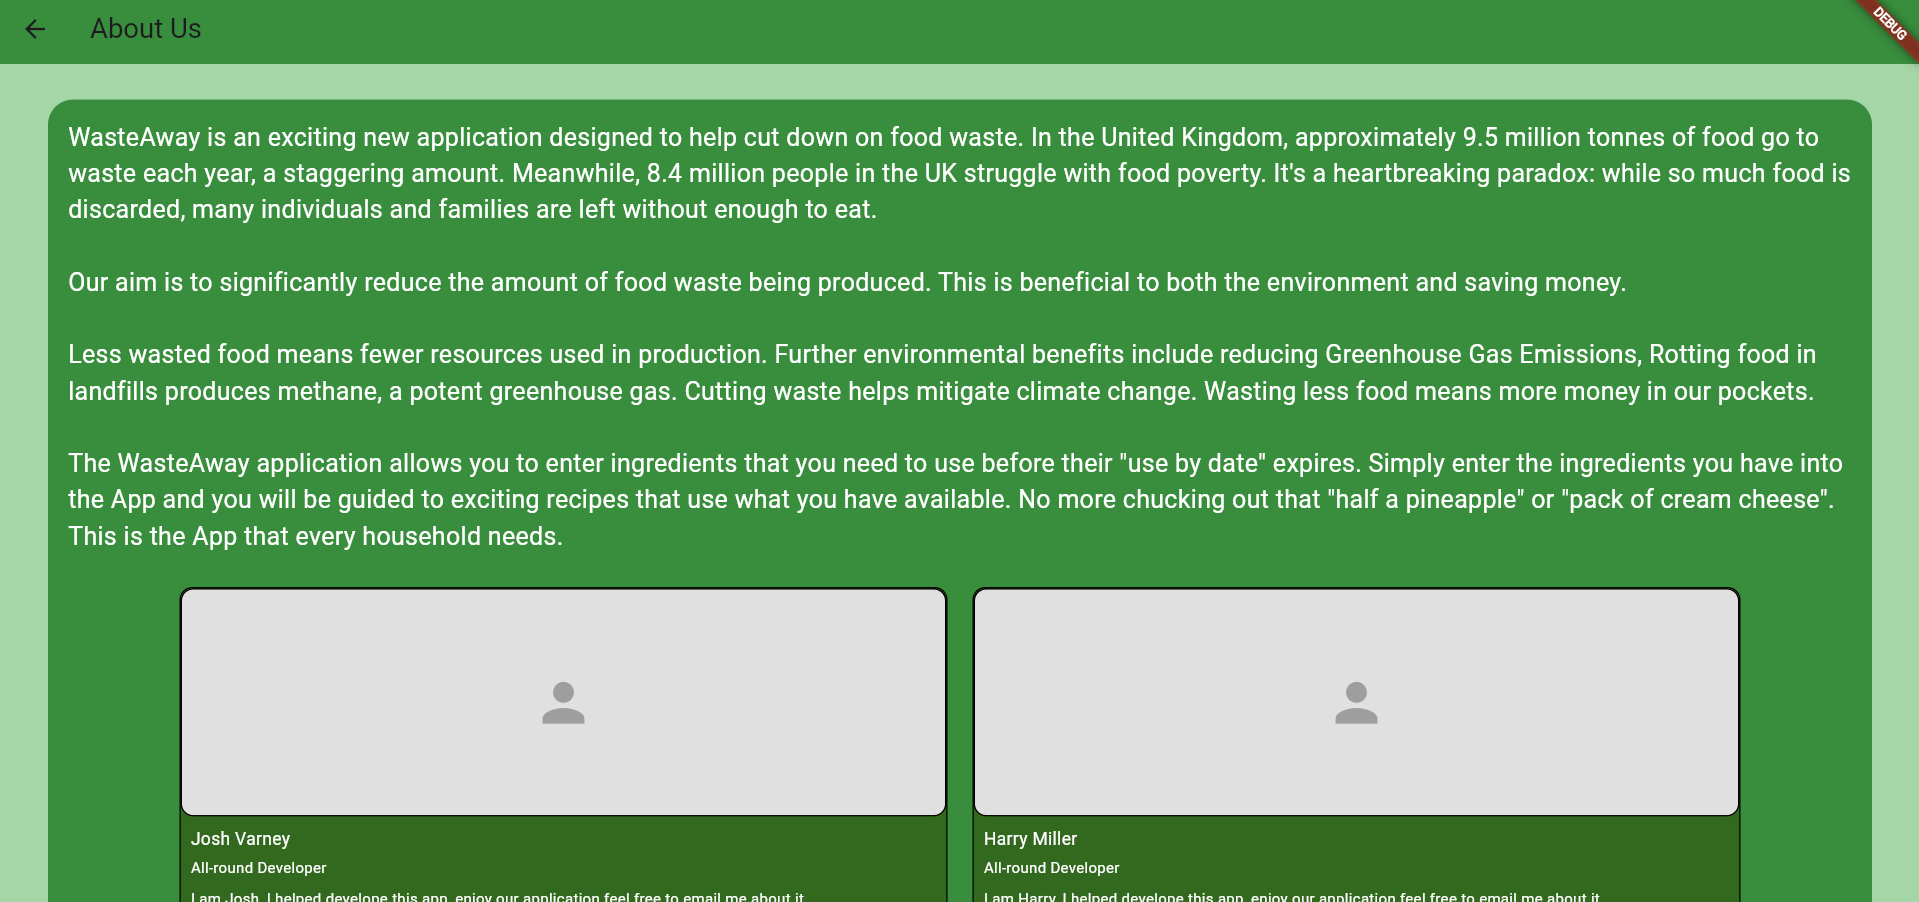 About Us
DEBUG
WasteAway is an exciting new application designed to help cut down on food waste. In the United Kingdom, approximately 9.5 million tonnes of food go to
waste each year, a staggering amount. Meanwhile, 8.4 million people in the UK struggle with food poverty. It's a heartbreaking paradox: while so much food is
discarded, many individuals and families are left without enough to eat.
Our aim is to significantly reduce the amount of food waste being produced. This is beneficial to both the environment and saving money.
Less wasted food means fewer resources used in production. Further environmental benefits include reducing Greenhouse Gas Emissions, Rotting food in
landfills produces methane, a potent greenhouse gas. Cutting waste helps mitigate climate change. Wasting less food means more money in our pockets.
The WasteAway application allows you to enter ingredients that you need to use before their "use by date" expires. Simply enter the ingredients you have into
the App and you will be guided to exciting recipes that use what you have available. No more chucking out that "half a pineapple" or "pack of cream cheese".
This is the App that every household needs.
Josh Varney
All-round Developer
I am Josh, I helped develope this app, enjoy our application feel free to email me about it
Harry Miller
All-round Developer
I am Harry, I helped develope this app, enjoy our application feel free to email me about it